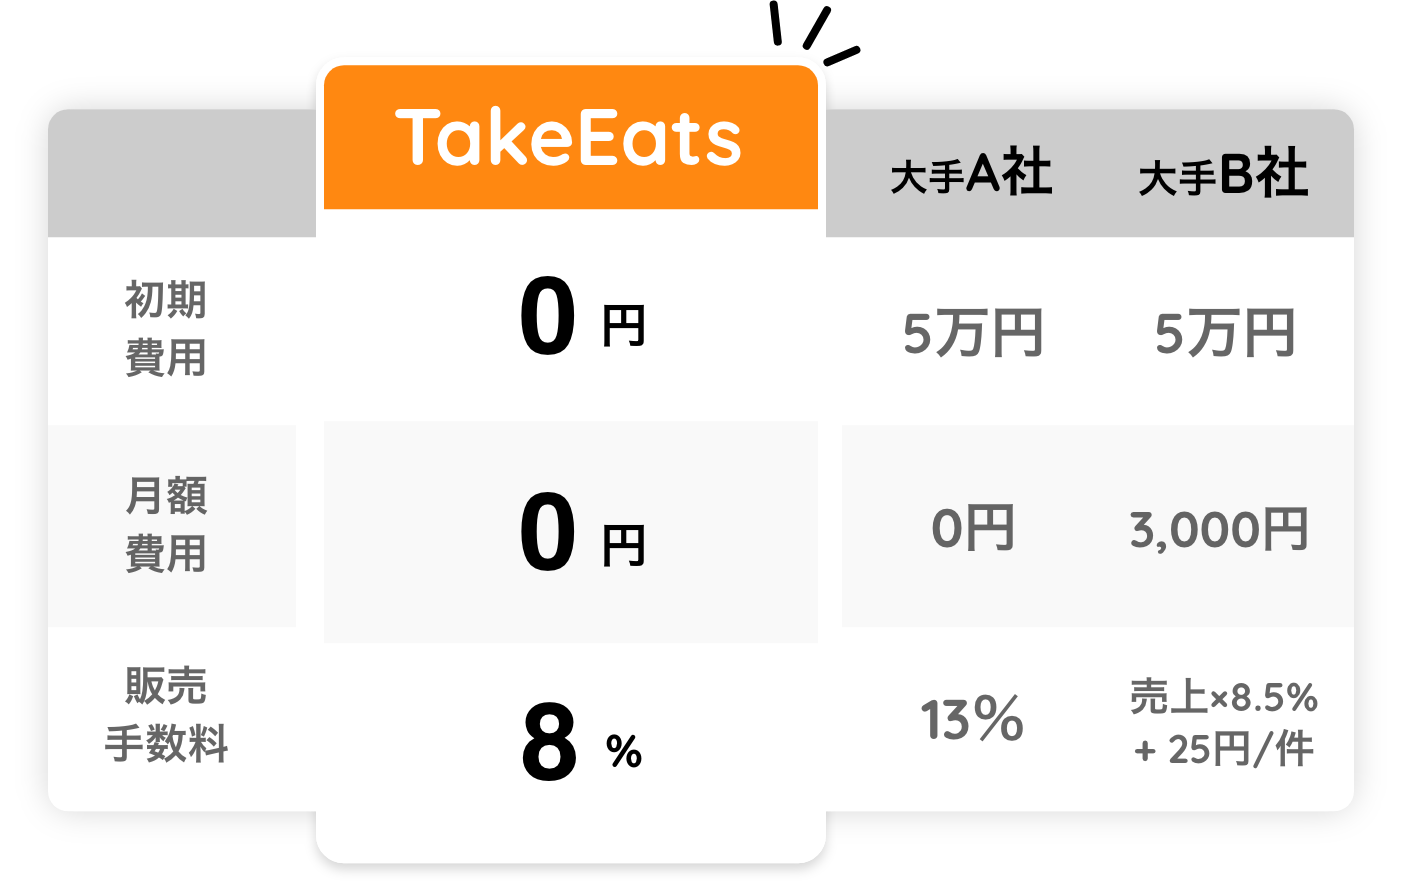 TakeEats
大手A社
大手B社
初期
費用
0 円
5万円
5万円
月額
費用
0 円
0円
3,000円
販売
手数料
8 %
13%
売上×8.5%
+ 25円/件